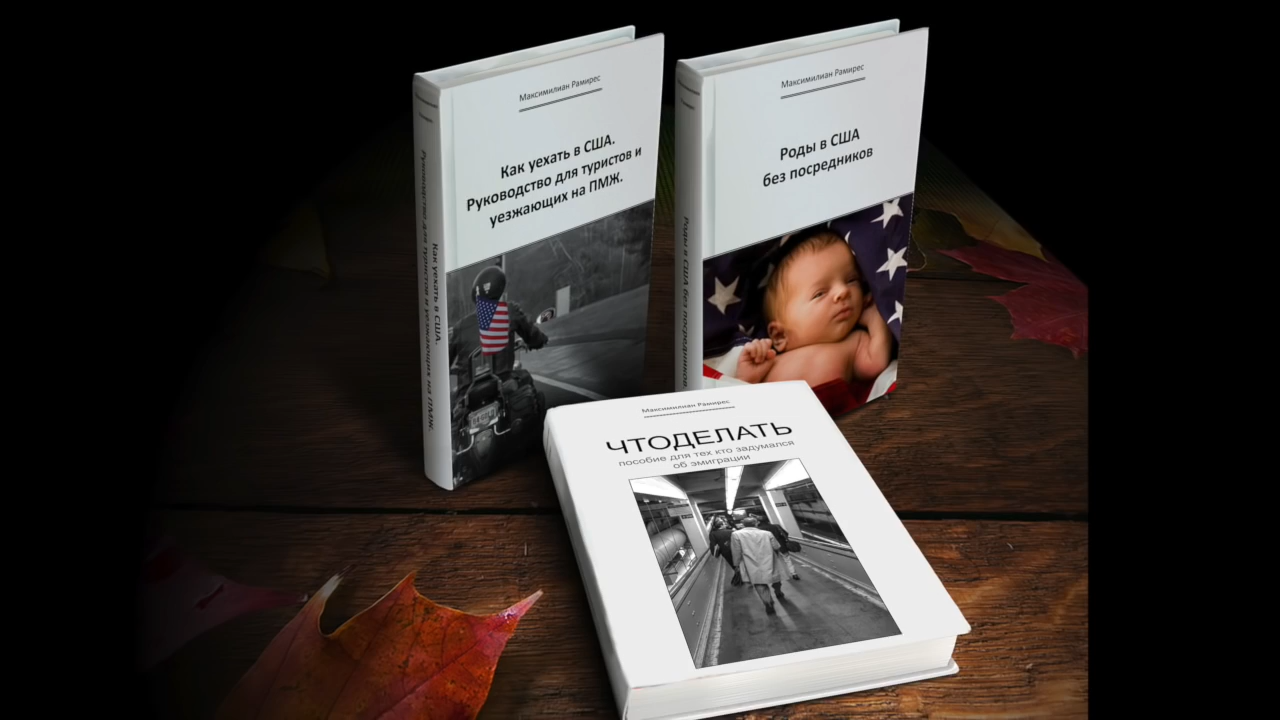 Максимилиан Рамирес
Как уехать в США.
Руководство для туристов и
уезжающих на ПМЖ.
Как уехать в США.
Руководство для туристов и уезжающих на ПМЖ.
Максимилиан Рамирес
Роды в США
без посредников
Роды в США без посредников
Максимилиан Рамирес
ЧТОДЕЛАТЬ
пособие для тех кто задумался
об эмиграции